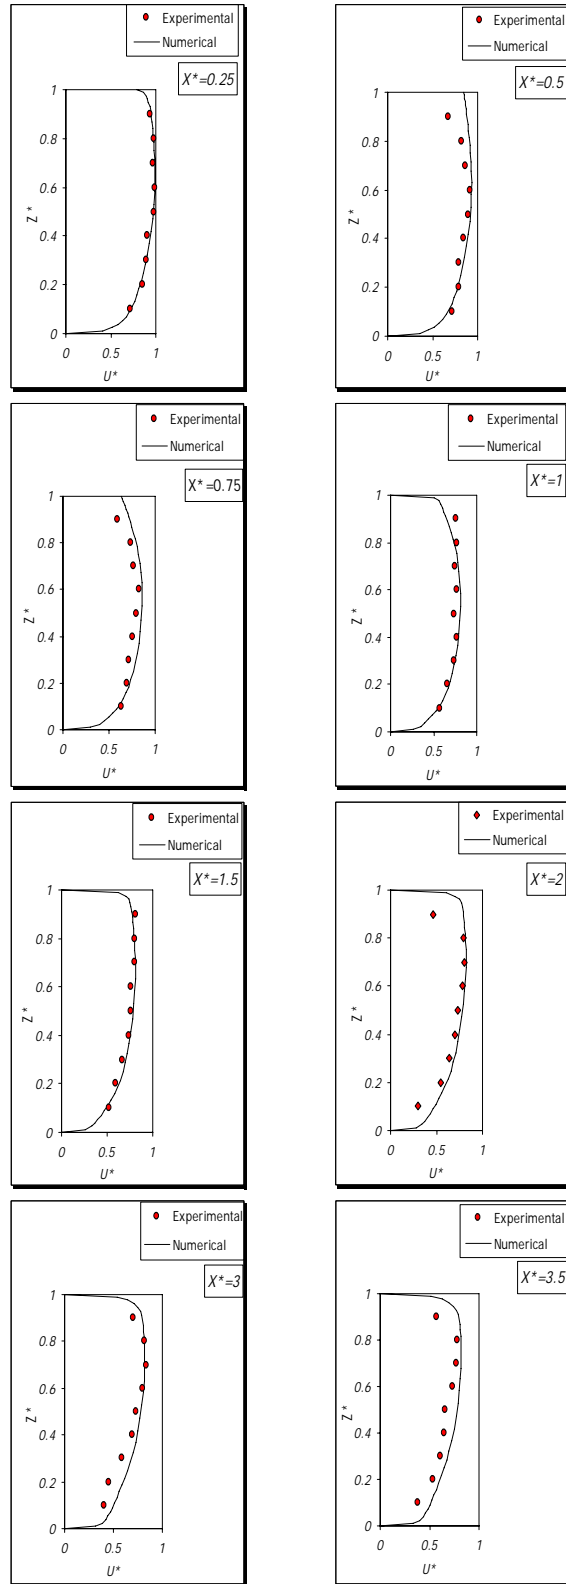 Experimental
Numerical
X*=0.25
1
0.8
0.6
Z *
0.4
0.2
0
0 0.5 1
U*
Experimental
Numerical
X*=0.5
1
0.8
0.6
Z *
0.4
0.2
0
0 0.5 1
U*
Experimental
Numerical
X*=0.75
1
0.8
0.6
Z *
0.4
0.2
0
0 0.5 1
U*
Experimental
Numerical
X*=1
1
0.8
0.6
Z *
0.4
0.2
0
0 0.5 1
U*
Experimental
Numerical
X*=1.5
1
0.8
0.6
Z *
0.4
0.2
0
0 0.5 1
U*
Experimental
Numerical
X*=2
1
0.8
0.6
Z *
0.4
0.2
0
0 0.5 1
U*
Experimental
Numerical
X*=3
1
0.8
0.6
Z *
0.4
0.2
0
0 0.5 1
U*
Experimental
Numerical
X*=3.5
1
0.8
0.6
Z *
0.4
0.2
0
0 0.5 1
U*